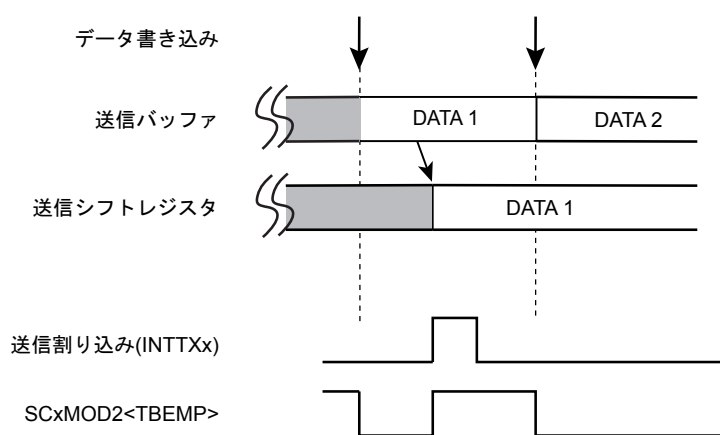 データ書き込み
送信バッファ
DATA 1
DATA 2
送信シフトレジスタ
DATA 1
送信割り込み(INTTXx)
SCxMOD2<TBEMP>